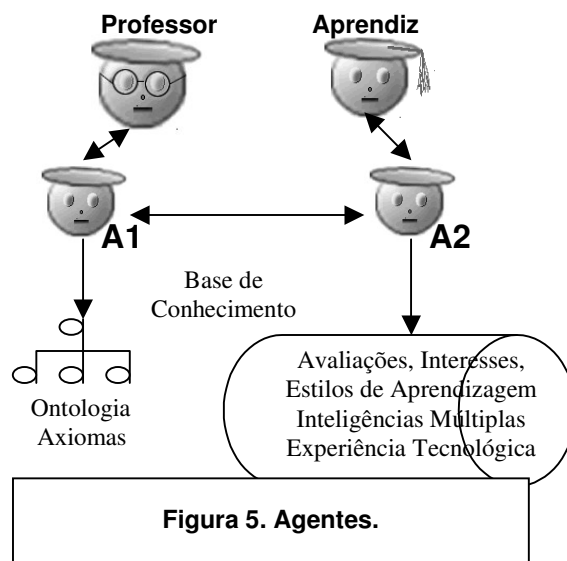 Professor
Aprendiz
A1
A2
Base de
Conhecimento
Ontologia
Axiomas
Avaliações, Interesses,
Estilos de Aprendizagem
Inteligências Múltiplas
Experiência Tecnológica
Figura 5. Agentes.